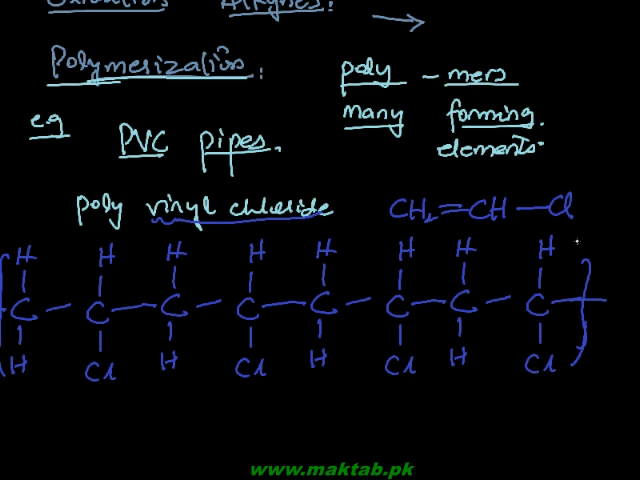 Oxidation Alkynes: →
Polymerization: poly - mers
many forming.
e.g PVC pipes. elements.
poly vinyl chloride CH2=CH—Cl
H H H H H H H H
C — C — C — C — C — C — C — C —
H Cl H Cl H Cl H Cl
www.maktab.pk